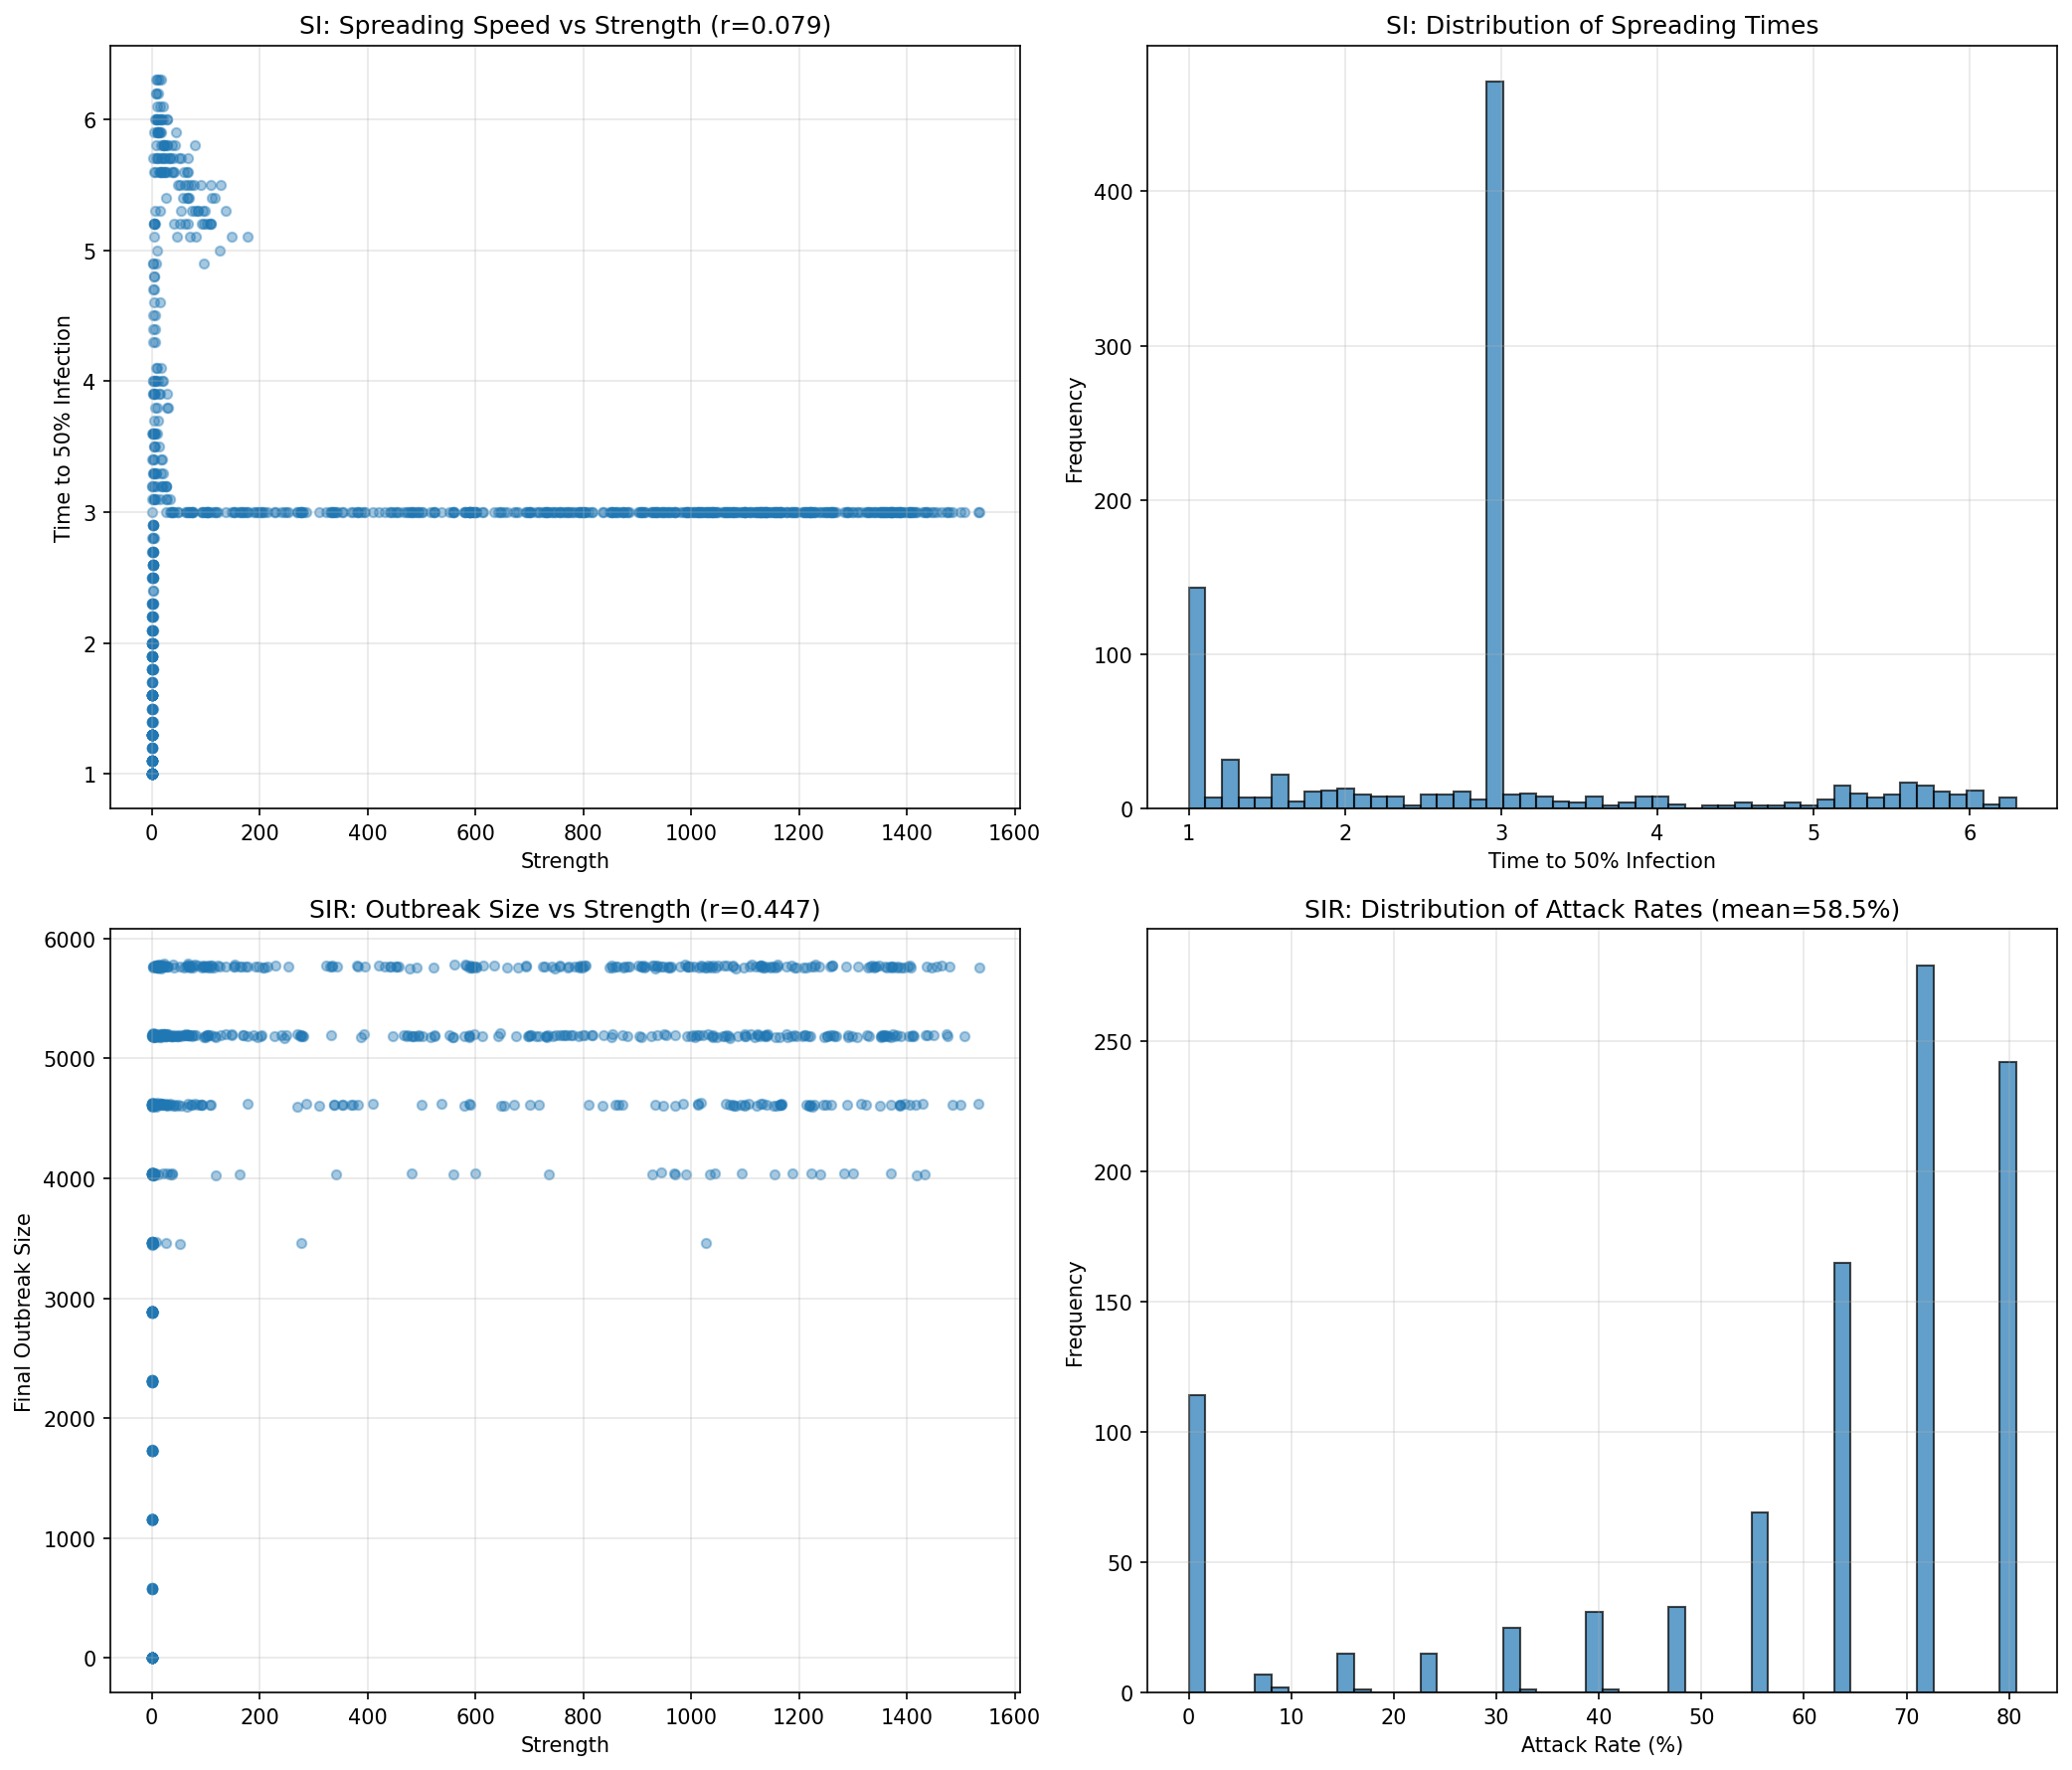 SI: Spreading Speed vs Strength (r=0.079)
Time to 50% Infection
6
5
4
3
2
1
0 200 400 600 800 1000 1200 1400 1600
Strength
SI: Distribution of Spreading Times
Frequency
400
300
200
100
0
1 2 3 4 5 6
Time to 50% Infection
SIR: Outbreak Size vs Strength (r=0.447)
Final Outbreak Size
6000
5000
4000
3000
2000
1000
0
0 200 400 600 800 1000 1200 1400 1600
Strength
SIR: Distribution of Attack Rates (mean=58.5%)
Frequency
250
200
150
100
50
0
0 10 20 30 40 50 60 70 80
Attack Rate (%)